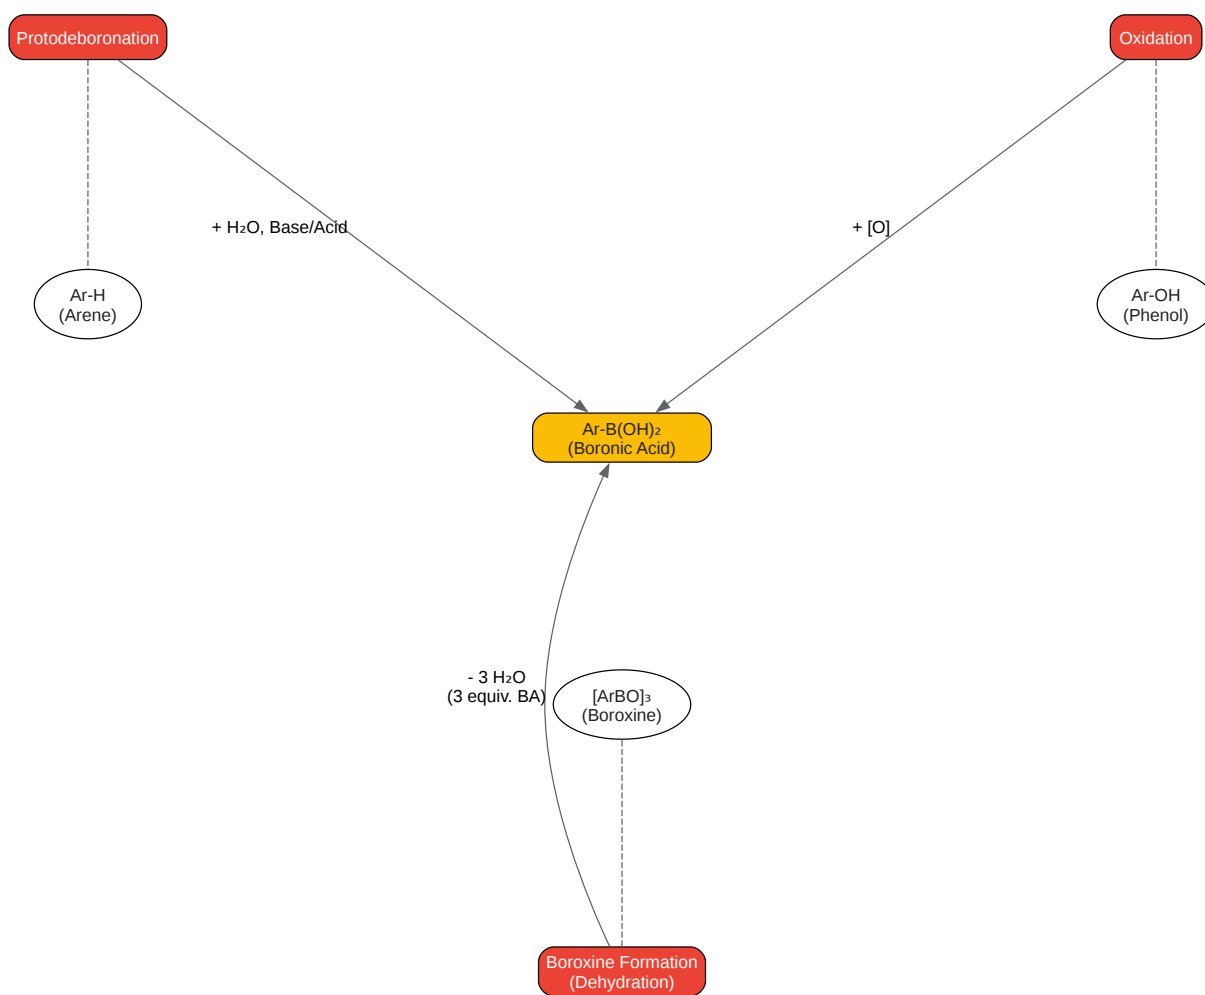 Protodeboronation
Oxidation
+ H₂O, Base/Acid
+ [O]
Ar-H
(Arene)
Ar-OH
(Phenol)
Ar-B(OH)₂
(Boronic Acid)
- 3 H₂O
(3 equiv. BA)
[ArBO]₃
(Boroxine)
Boroxine Formation
(Dehydration)